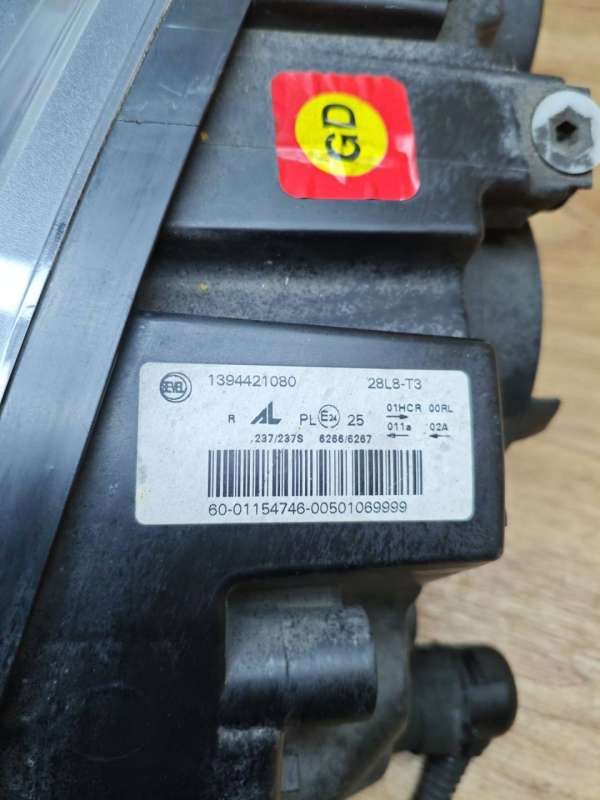 GD
SEVEL 1394421080 28L8-T3
R AL PL E24 25 01HCR 00RL
011a 02A
237/237S 6266/6267
60-01154746-00501069999